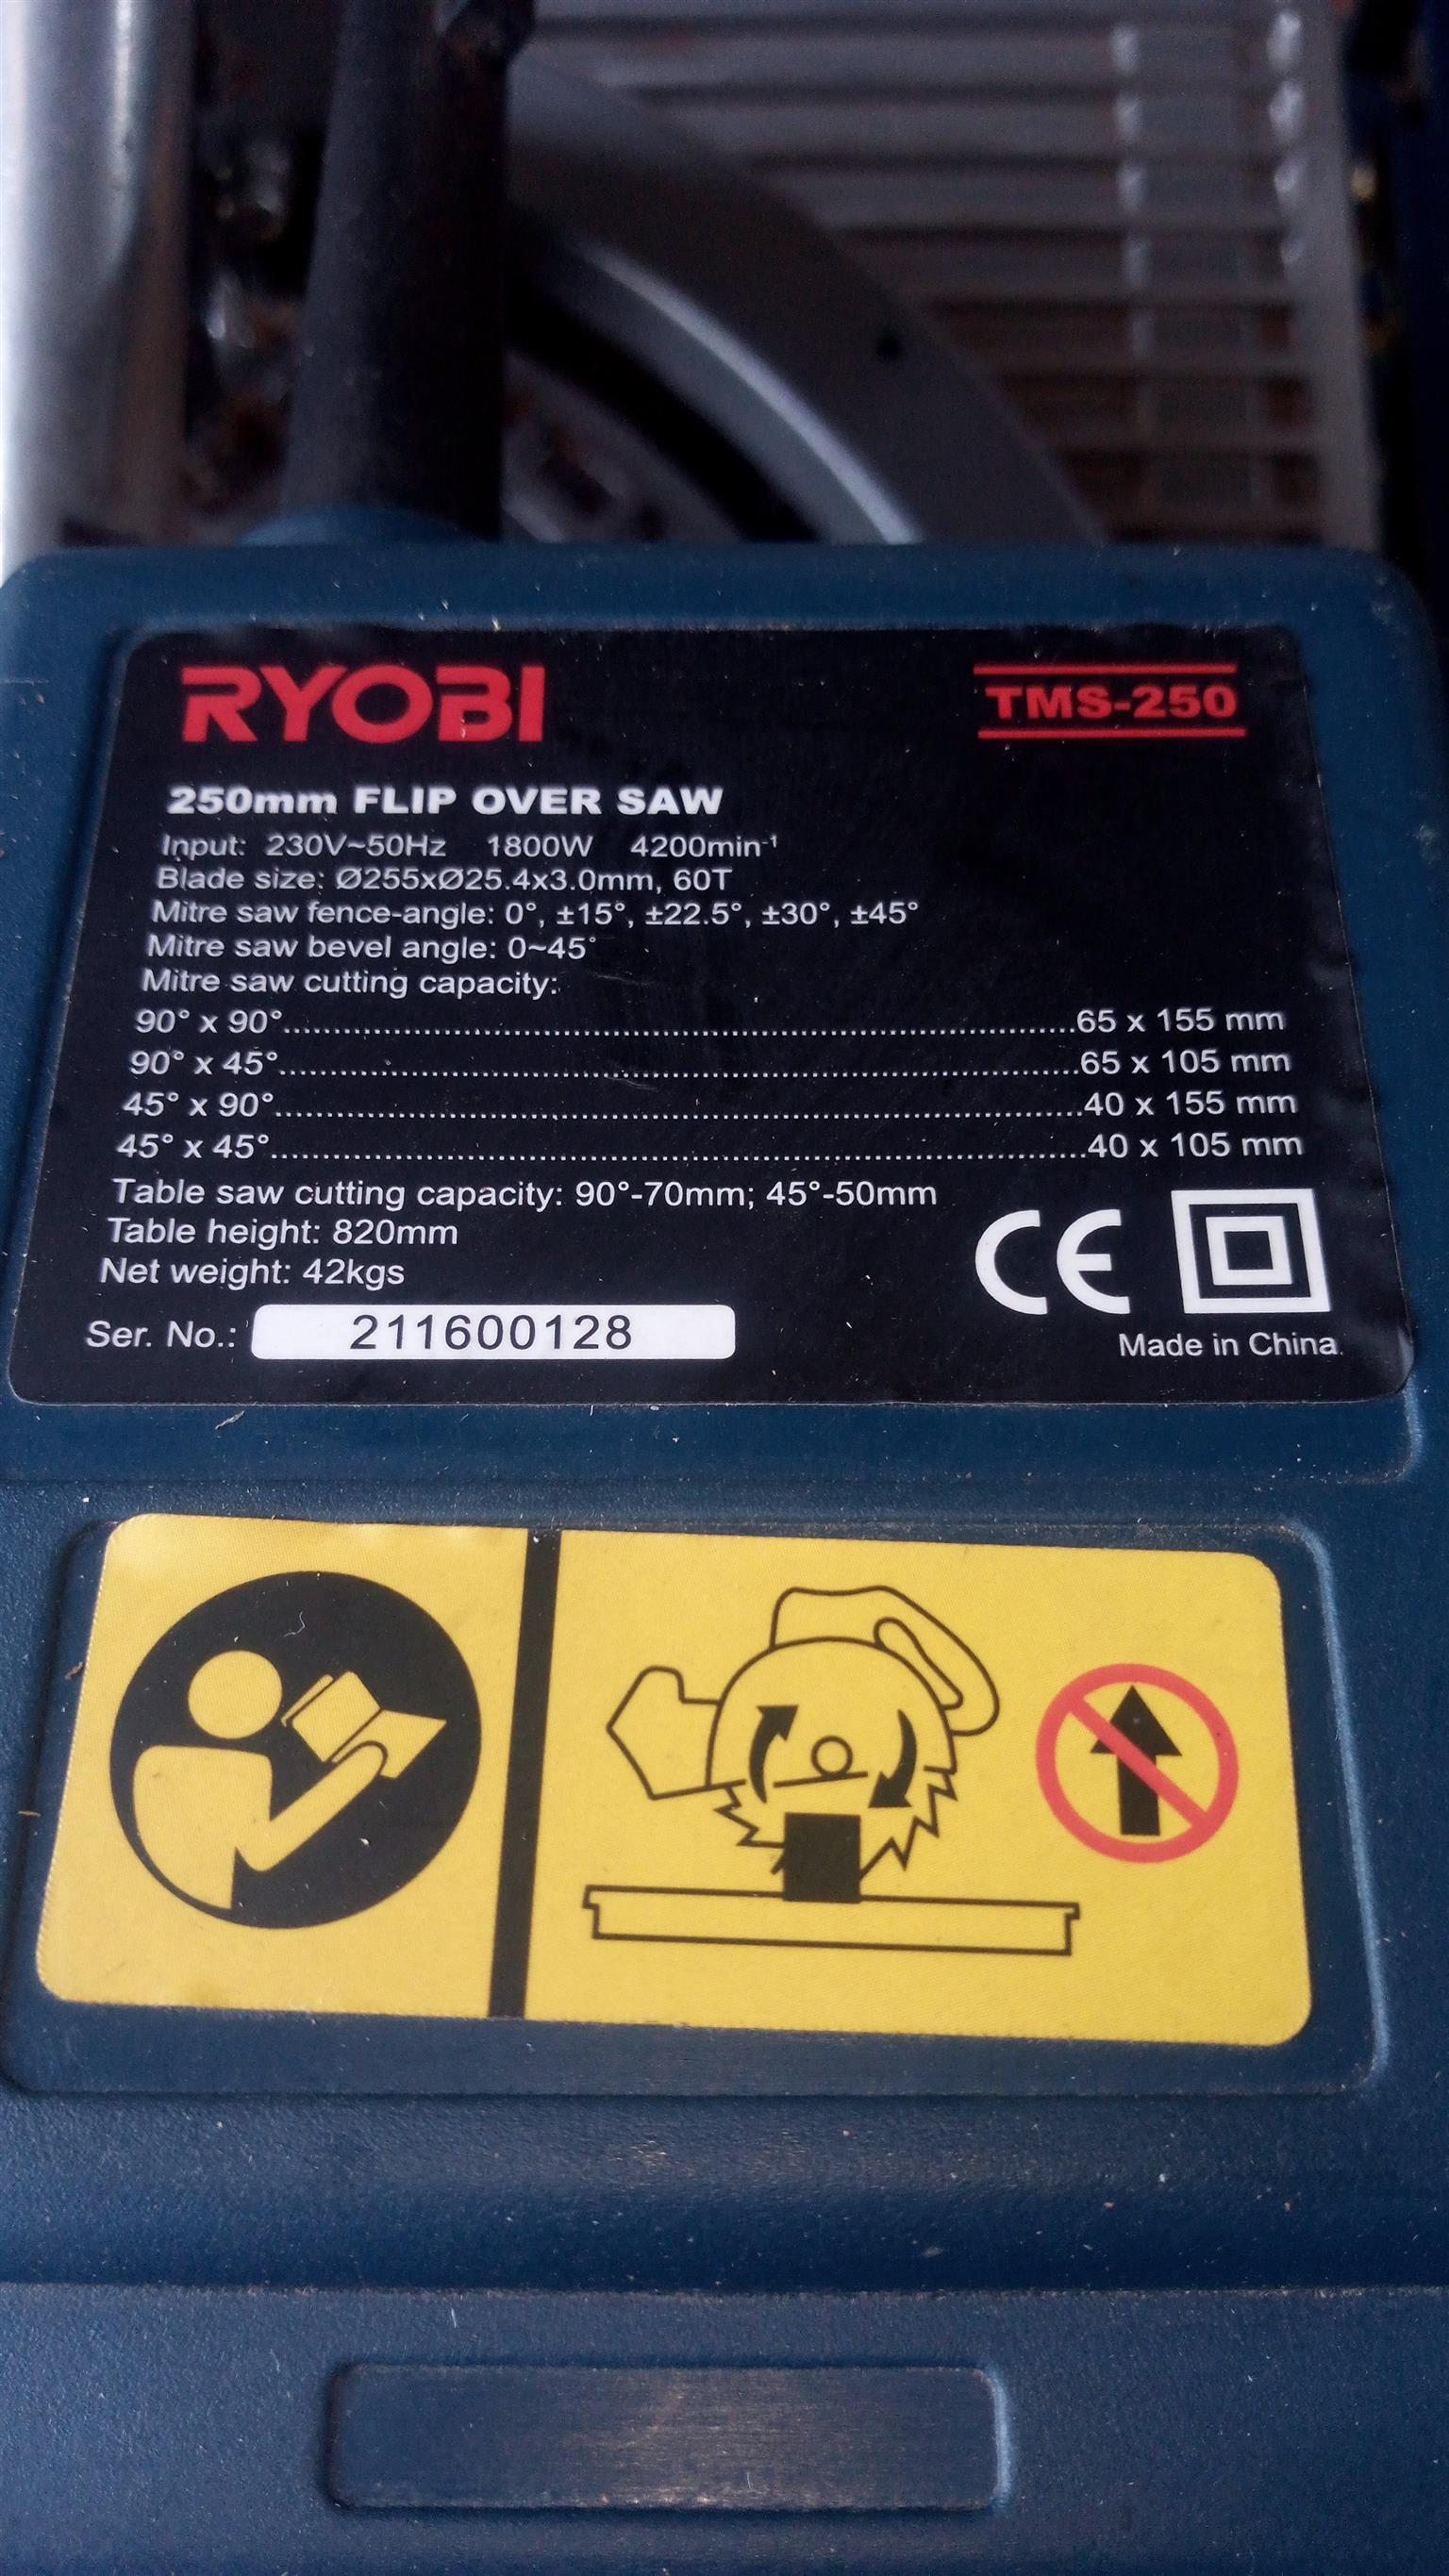 RYOBI
TMS-250
250mm FLIP OVER SAW
Input: 230V~50Hz 1800W 4200min⁻¹
Blade size: Ø255xØ25.4x3.0mm, 60T
Mitre saw fence-angle: 0°, ±15°, ±22.5°, ±30°, ±45°
Mitre saw bevel angle: 0~45°
Mitre saw cutting capacity:
90° x 90°........................65 x 155 mm
90° x 45°........................65 x 105 mm
45° x 90°........................40 x 155 mm
45° x 45°........................40 x 105 mm
Table saw cutting capacity: 90°-70mm; 45°-50mm
Table height: 820mm
Net weight: 42kgs
CE
Ser. No.: 211600128
Made in China.